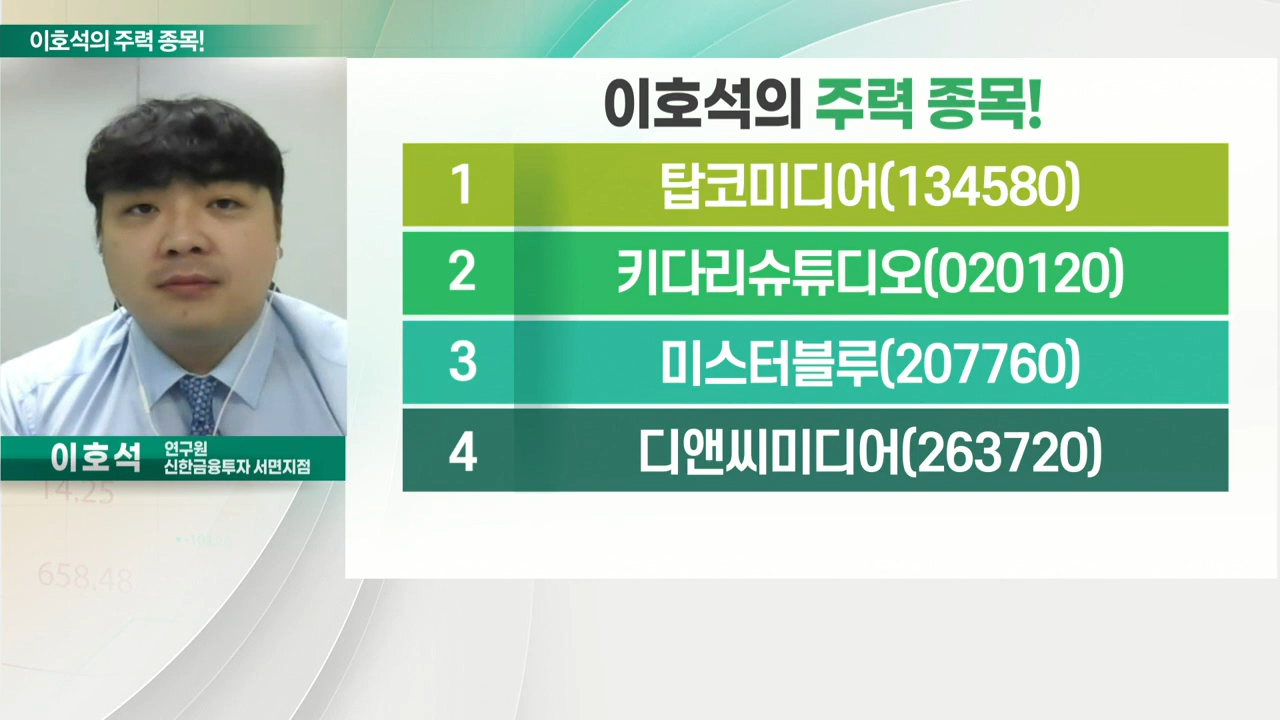 이호석의 주력 종목!
이호석의 주력 종목!
1 탑코미디어(134580)
2 키다리슈튜디오(020120)
3 미스터블루(207760)
4 디앤씨미디어(263720)
이호석 연구원
신한금융투자 서면지점
14.25
658.48